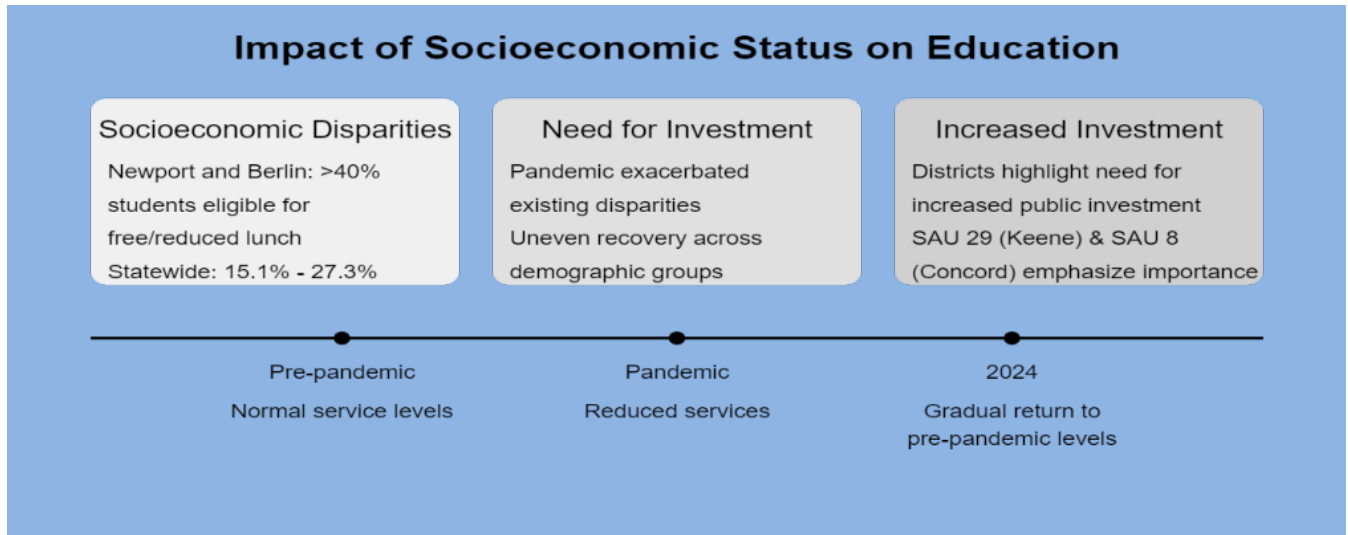 Impact of Socioeconomic Status on Education
Socioeconomic Disparities
Newport and Berlin: >40%
students eligible for
free/reduced lunch
Statewide: 15.1% - 27.3%
Need for Investment
Pandemic exacerbated
existing disparities
Uneven recovery across
demographic groups
Increased Investment
Districts highlight need for
increased public investment
SAU 29 (Keene) & SAU 8
(Concord) emphasize importance
Pre-pandemic
Normal service levels
Pandemic
Reduced services
2024
Gradual return to
pre-pandemic levels